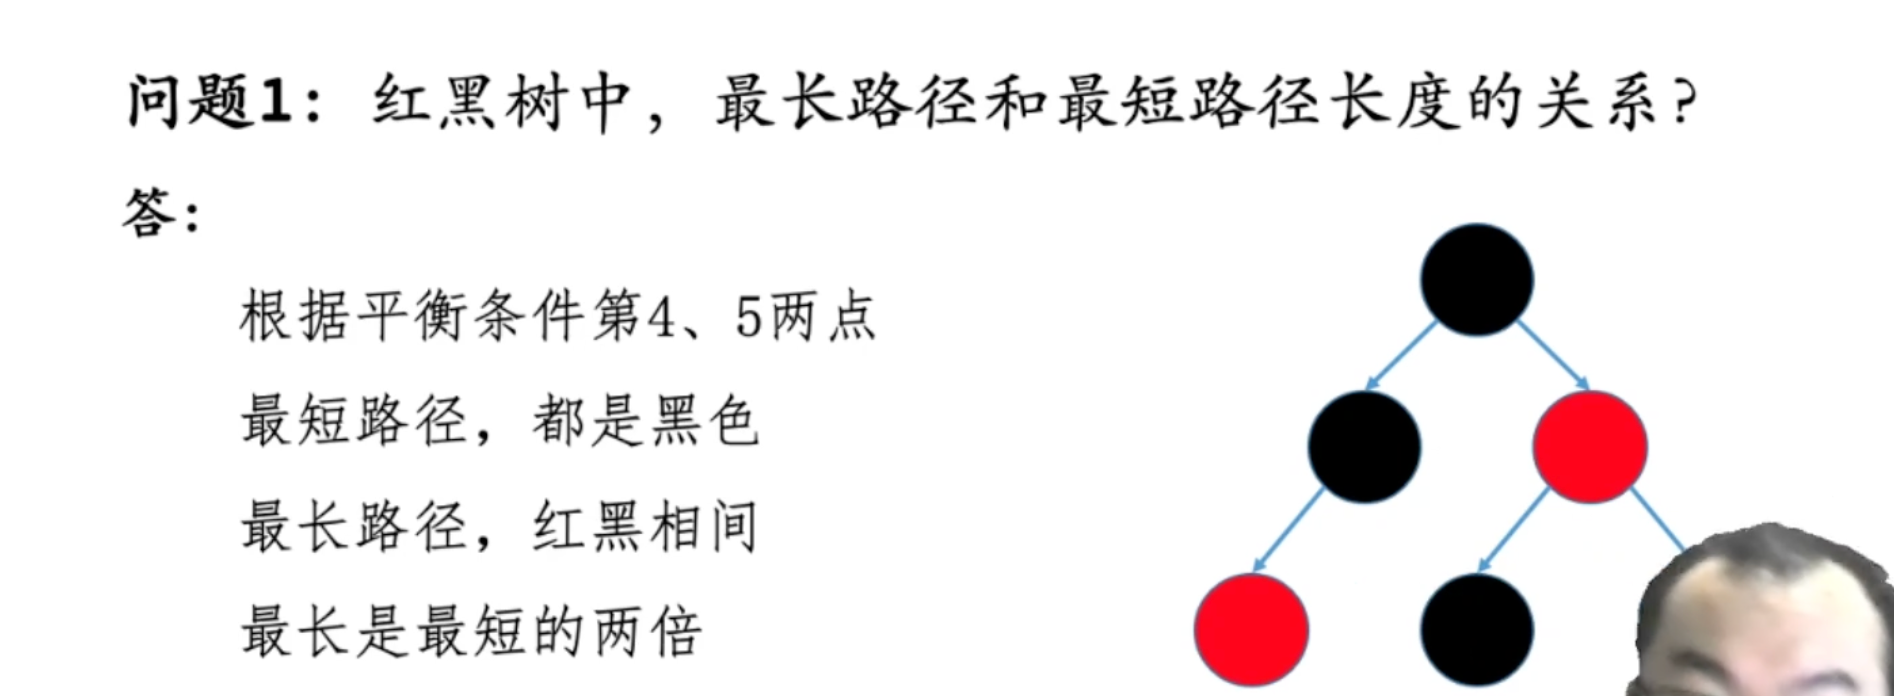 问题1：红黑树中，最长路径和最短路径长度的关系？
答：
根据平衡条件第4、5两点
最短路径，都是黑色
最长路径，红黑相间
最长是最短的两倍